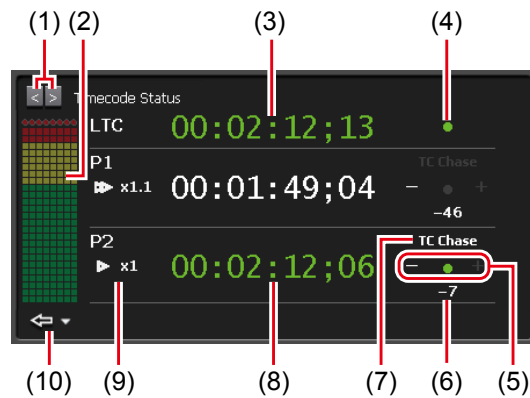 (1) (2) (3) (4)
< > Timecode Status
LTC 00:02:12;13
P1 TC Chase
x1.1 00:01:49;04 − +
−46
P2 TC Chase
x1 00:02:12;06 − +
−7
(10) (9) (8) (7) (6) (5)